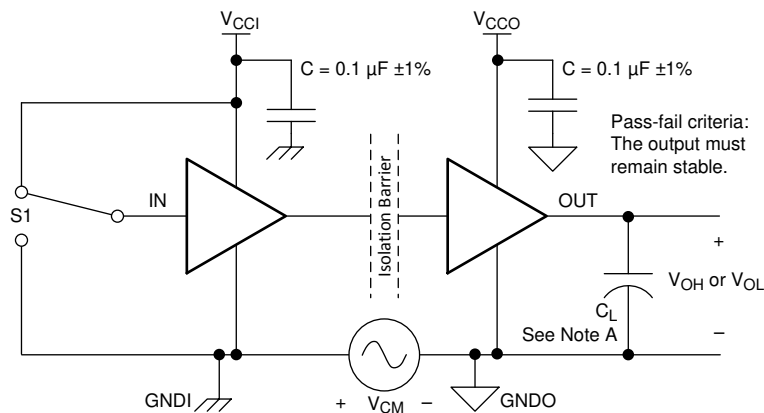 VCCI
VCCO
C = 0.1 µF ±1%
C = 0.1 µF ±1%
Pass-fail criteria:
The output must
remain stable.
S1
IN
Isolation Barrier
OUT
+
VOH or VOL
CL
See Note A
–
GNDI
+ VCM –
GNDO